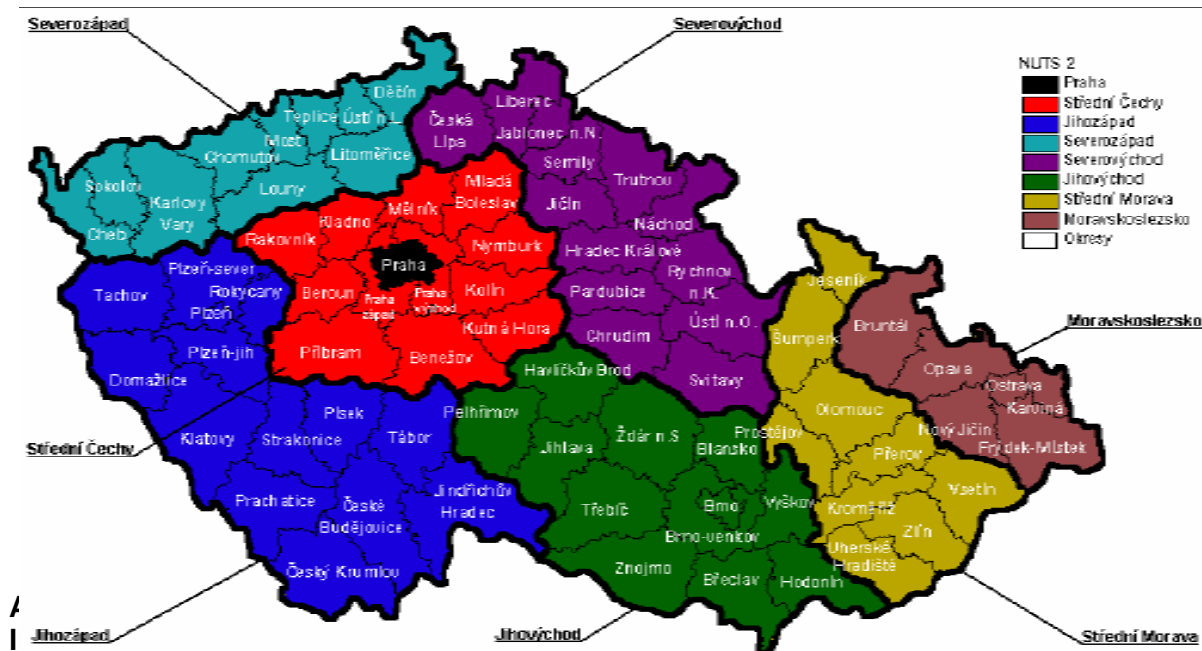 Severozápad
Severovýchod
NUTS 2
Praha
Střední Čechy
Jihozápad
Severozápad
Severovýchod
Jihovýchod
Střední Morava
Moravskoslezsko
Okresy
Děčín
Teplice
Ústí n.L.
Most
Chomutov
Litoměřice
Louny
Sokolov
Karlovy
Vary
Cheb
Česká
Lípa
Liberec
Jablonec n.N.
Semily
Trutnov
Jičín
Náchod
Hradec Králové
Rychnov
n.K.
Pardubice
Ústí n.O.
Chrudim
Svitavy
Mladá
Boleslav
Mělník
Kladno
Rakovník
Nymburk
Praha
Beroun
Praha
západ
Praha
východ
Kolín
Kutná Hora
Příbram
Benešov
Plzeň-sever
Tachov
Rokycany
Plzeň
Plzeň-jih
Domažlice
Klatovy
Písek
Strakonice
Tábor
Prachatice
České
Budějovice
Jindřichův
Hradec
Český Krumlov
Havlíčkův Brod
Pelhřimov
Jihlava
Žďár n.S
Blansko
Třebíč
Brno
Vyškov
Brno-venkov
Znojmo
Břeclav
Hodonín
Jeseník
Šumperk
Olomouc
Prostějov
Přerov
Kroměříž
Vsetín
Zlín
Uherské
Hradiště
Bruntál
Opava
Ostrava
Karviná
Nový Jičín
Frýdek-Místek
Moravskoslezsko
Střední Čechy
Jihozápad
Jihovýchod
Střední Morava